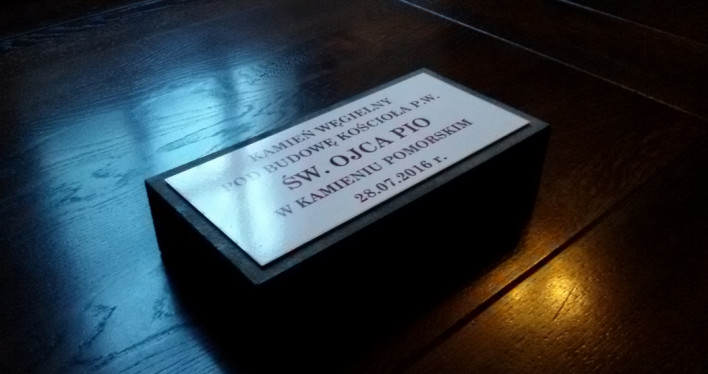 KAMIEŃ WĘGIELNY
POD BUDOWĘ KOŚCIOŁA P.W.
ŚW. OJCA PIO
W KAMIENIU POMORSKIM
28.07.2016 r.